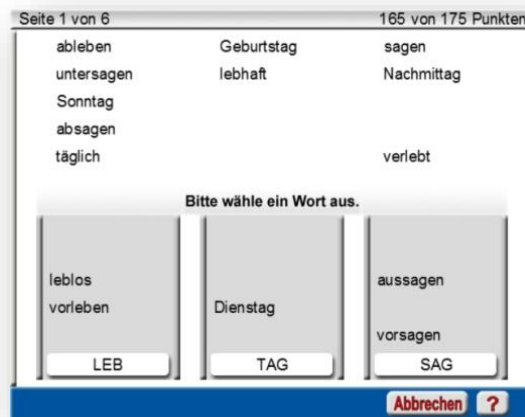 Seite 1 von 6 165 von 175 Punkten
ableben Geburtstag sagen
untersagen lebhaft Nachmittag
Sonntag
absagen
täglich verlebt
Bitte wähle ein Wort aus.
leblos aussagen
vorleben Dienstag
vorsagen
LEB TAG SAG
Abbrechen ?